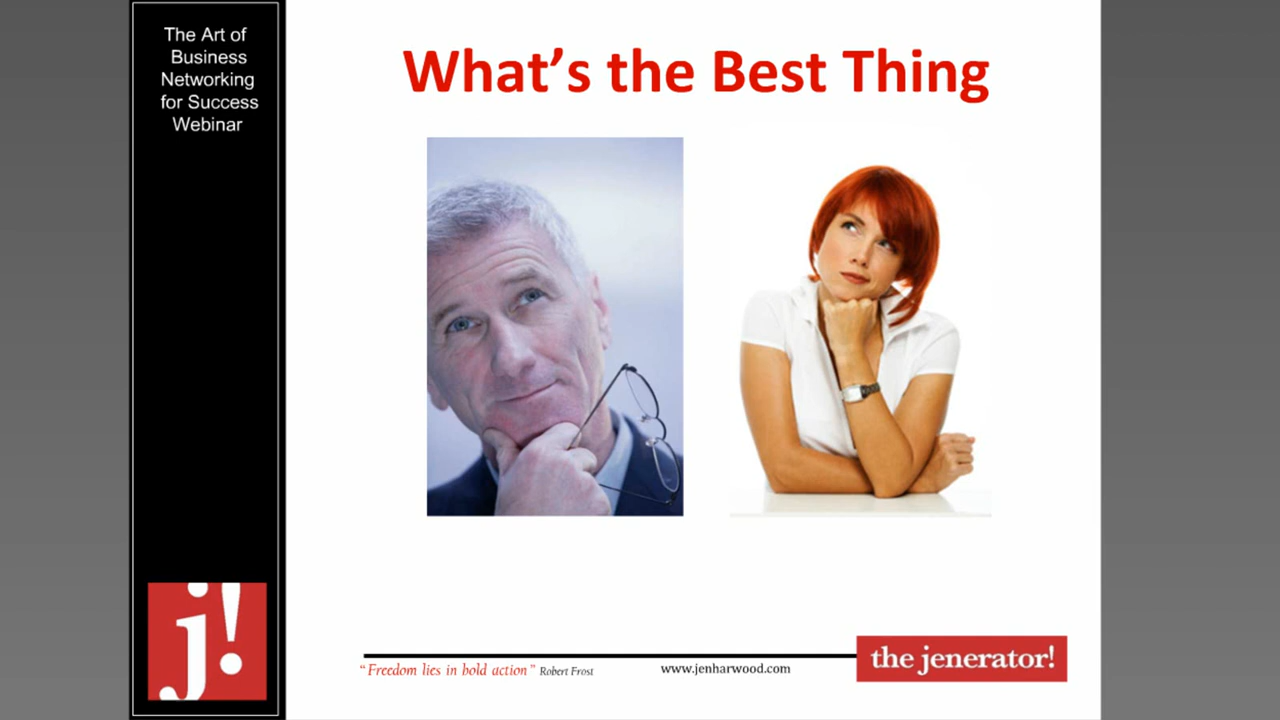 The Art of
Business
Networking
for Success
Webinar
What's the Best Thing
j!
"Freedom lies in bold action" Robert Frost
www.jenharwood.com
the jenerator!